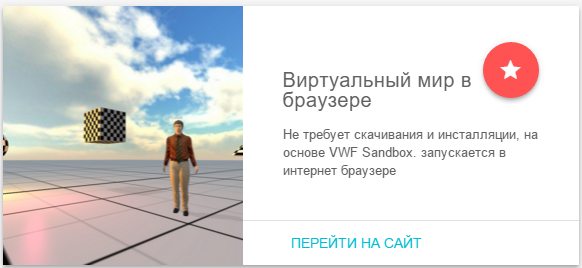 Виртуальный мир в
браузере
Не требует скачивания и инсталляции, на
основе VWF Sandbox. запускается в
интернет браузере
ПЕРЕЙТИ НА САЙТ